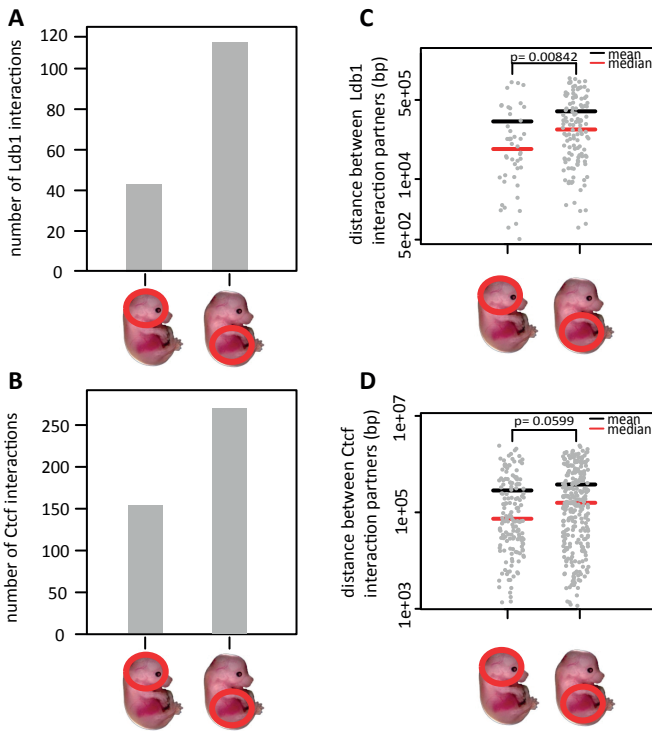 A
number of Ldb1 interactions
120
100
80
60
40
20
0
C
distance between Ldb1
interaction partners (bp)
5e+05
1e+04
5e+02
p= 0.00842
mean
median
B
number of Ctcf interactions
250
200
150
100
50
0
D
distance between Ctcf
interaction partners (bp)
1e+07
1e+05
1e+03
p= 0.0599
mean
median